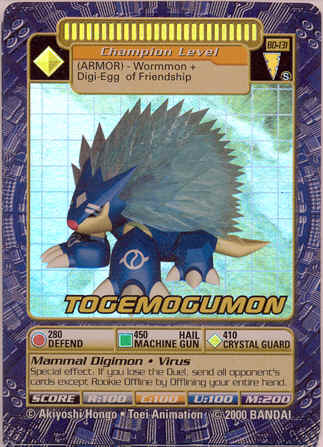 Champion Level
BO-131
(ARMOR) - Wormmon +
Digi-Egg of Friendship
S
TOGEMOGUMON
280 DEFEND
450 HAIL MACHINE GUN
410 CRYSTAL GUARD
Mammal Digimon • Virus
Special effect: If you lose the Duel, send all opponent's
cards except Rookie Offline by Offlining your entire hand.
SCORE R:100 C:100 U:100 M:200
© Akiyoshi Hongo • Toei Animation © 2000 BANDAI